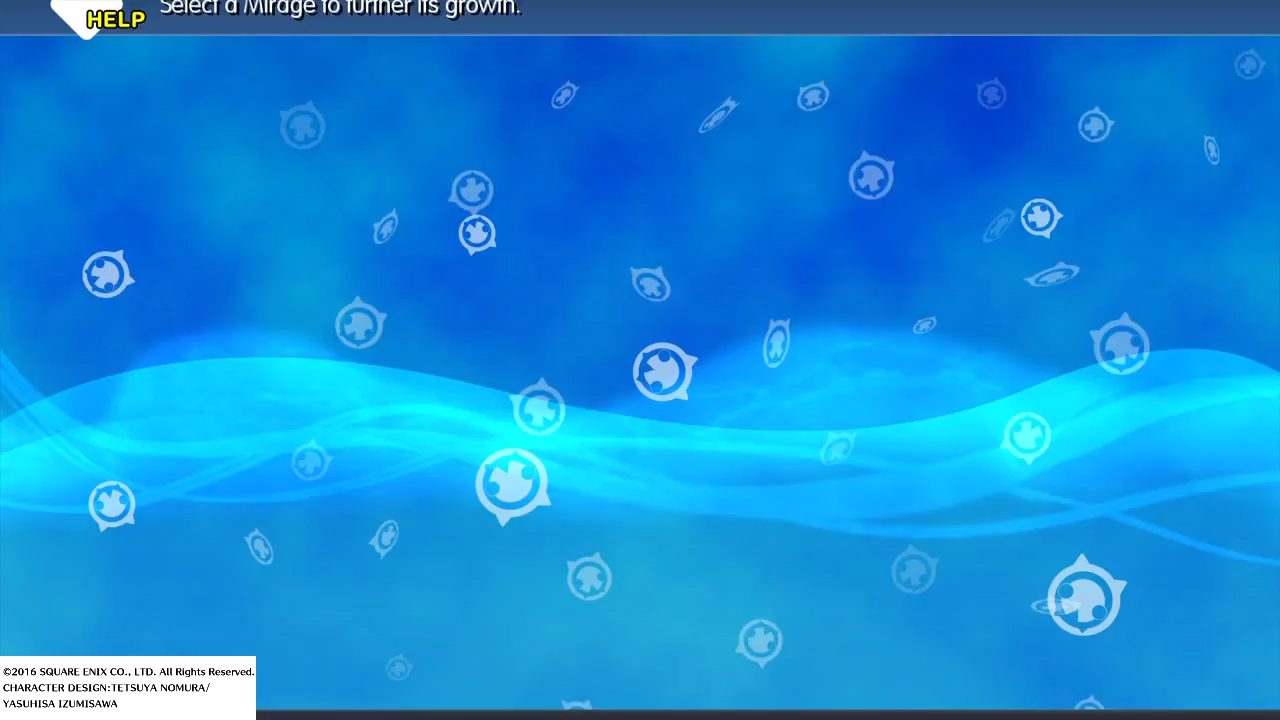 HELP Select a Mirage to further its growth.
©2016 SQUARE ENIX CO., LTD. All Rights Reserved.
CHARACTER DESIGN:TETSUYA NOMURA/
YASUHISA IZUMISAWA